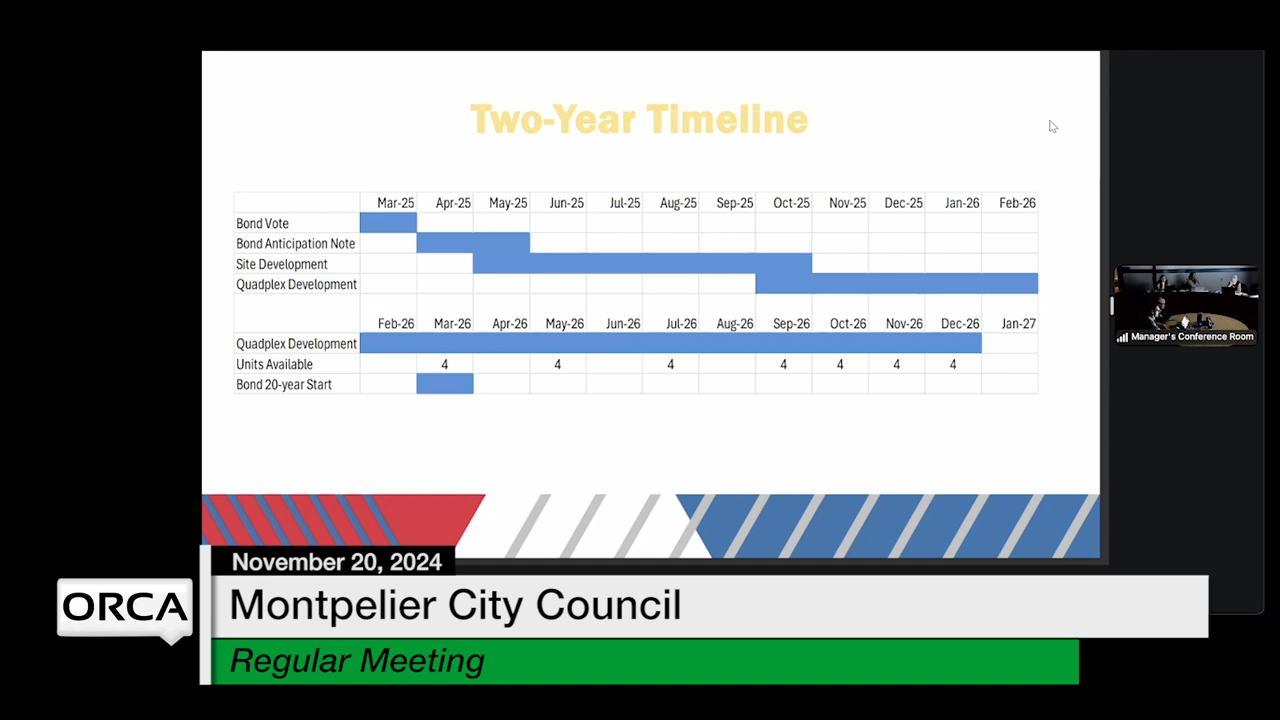 Two-Year Timeline
Mar-25 Apr-25 May-25 Jun-25 Jul-25 Aug-25 Sep-25 Oct-25 Nov-25 Dec-25 Jan-26 Feb-26
Bond Vote
Bond Anticipation Note
Site Development
Quadplex Development
Feb-26 Mar-26 Apr-26 May-26 Jun-26 Jul-26 Aug-26 Sep-26 Oct-26 Nov-26 Dec-26 Jan-27
Quadplex Development
Units Available 4 4 4 4 4 4 4
Bond 20-year Start
Manager's Conference Room
November 20, 2024
ORCA
Montpelier City Council
Regular Meeting